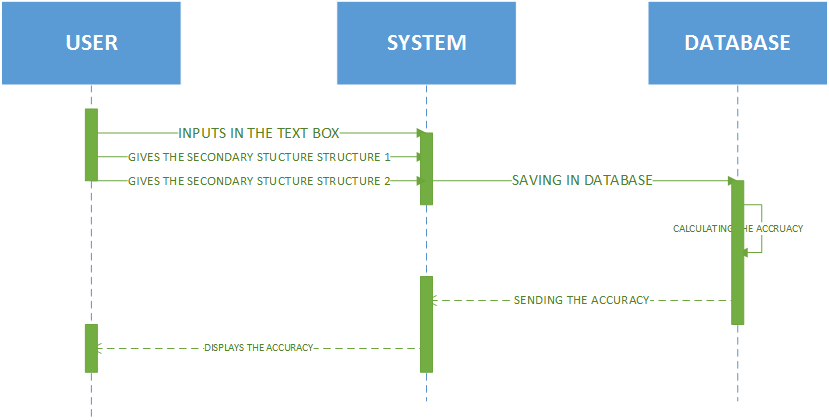 USER
SYSTEM
DATABASE
INPUTS IN THE TEXT BOX
GIVES THE SECONDARY STUCTURE STRUCTURE 1
GIVES THE SECONDARY STUCTURE STRUCTURE 2
SAVING IN DATABASE
CALCULATING THE ACCRUACY
SENDING THE ACCURACY
DISPLAYS THE ACCURACY